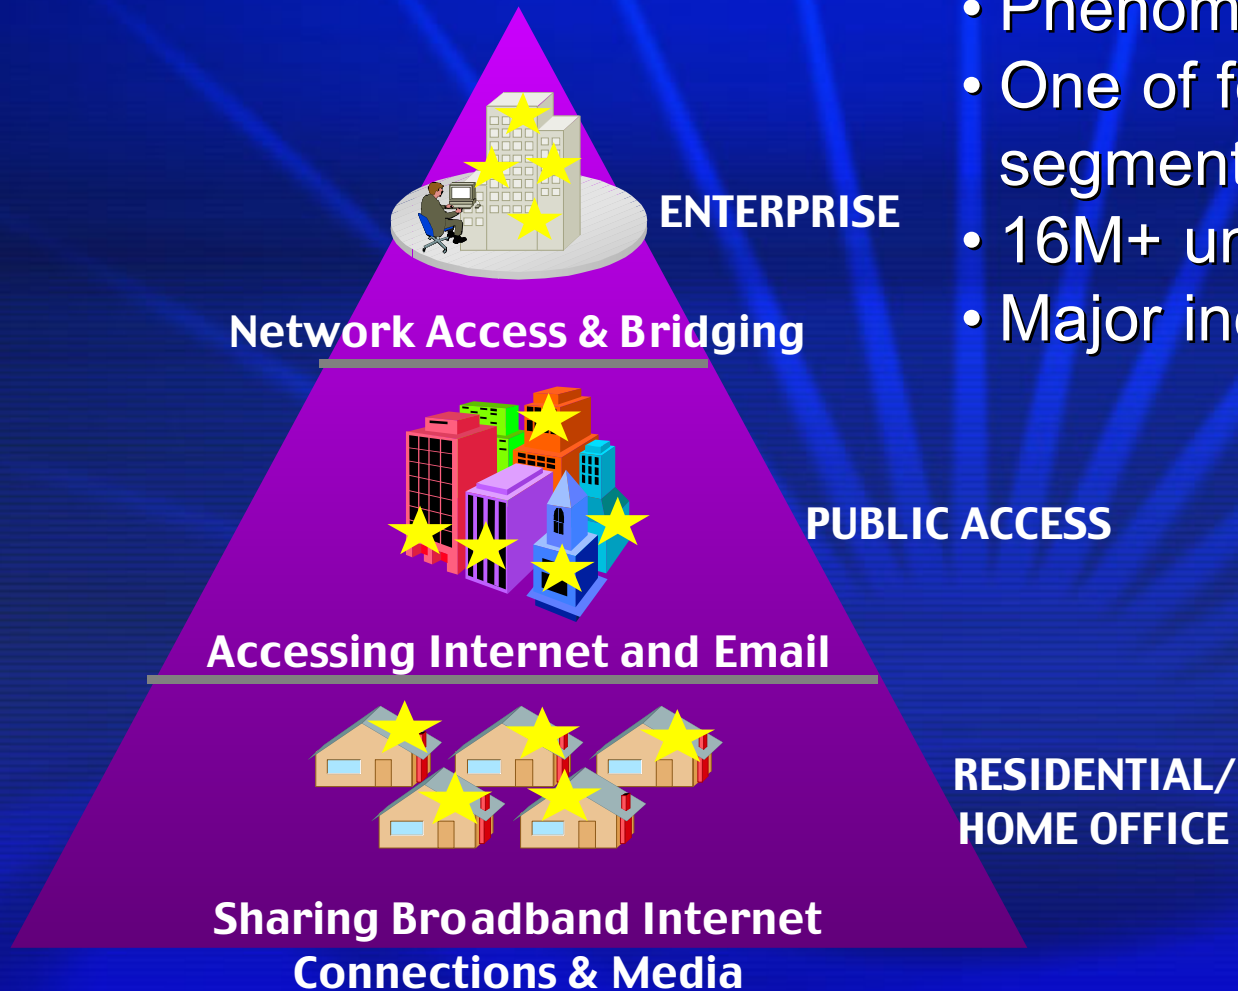 • One of
segment
• 16M+
• Major
ENTERPRISE
Network Access & Bridging
PUBLIC ACCESS
Accessing Internet and Email
RESIDENTIAL/
HOME OFFICE
Sharing Broadband Internet
Connections & Media